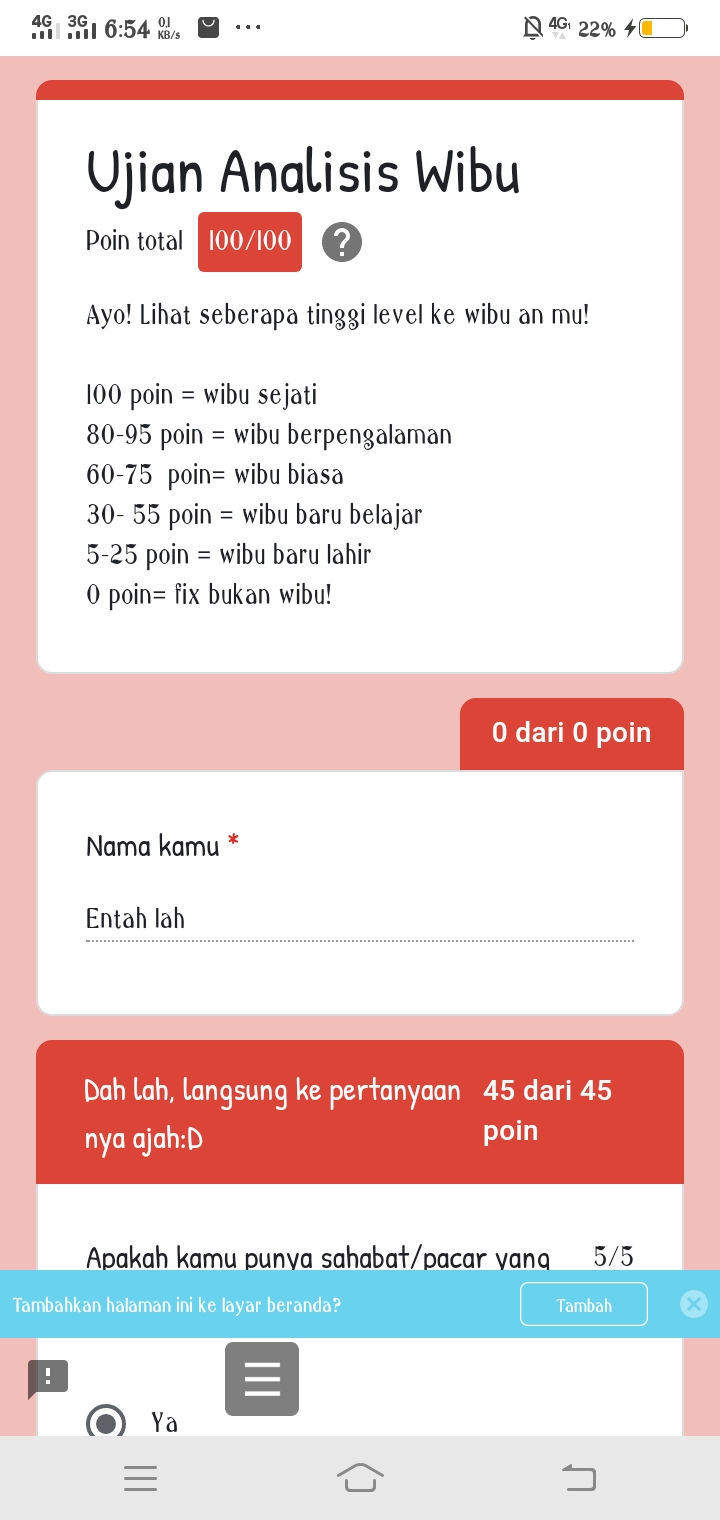 4G 3G 6:54 0,1 KB/s ... 4G 22%
Ujian Analisis Wibu
Poin total 100/100 ?
Ayo! Lihat seberapa tinggi level ke wibu an mu!
100 poin = wibu sejati
80-95 poin = wibu berpengalaman
60-75 poin= wibu biasa
30- 55 poin = wibu baru belajar
5-25 poin = wibu baru lahir
0 poin= fix bukan wibu!
0 dari 0 poin
Nama kamu *
Entah lah
Dah lah, langsung ke pertanyaan nya ajah:D
45 dari 45 poin
Apakah kamu punya sahabat/pacar yang 5/5
Tambahkan halaman ini ke layar beranda? Tambah
Ya